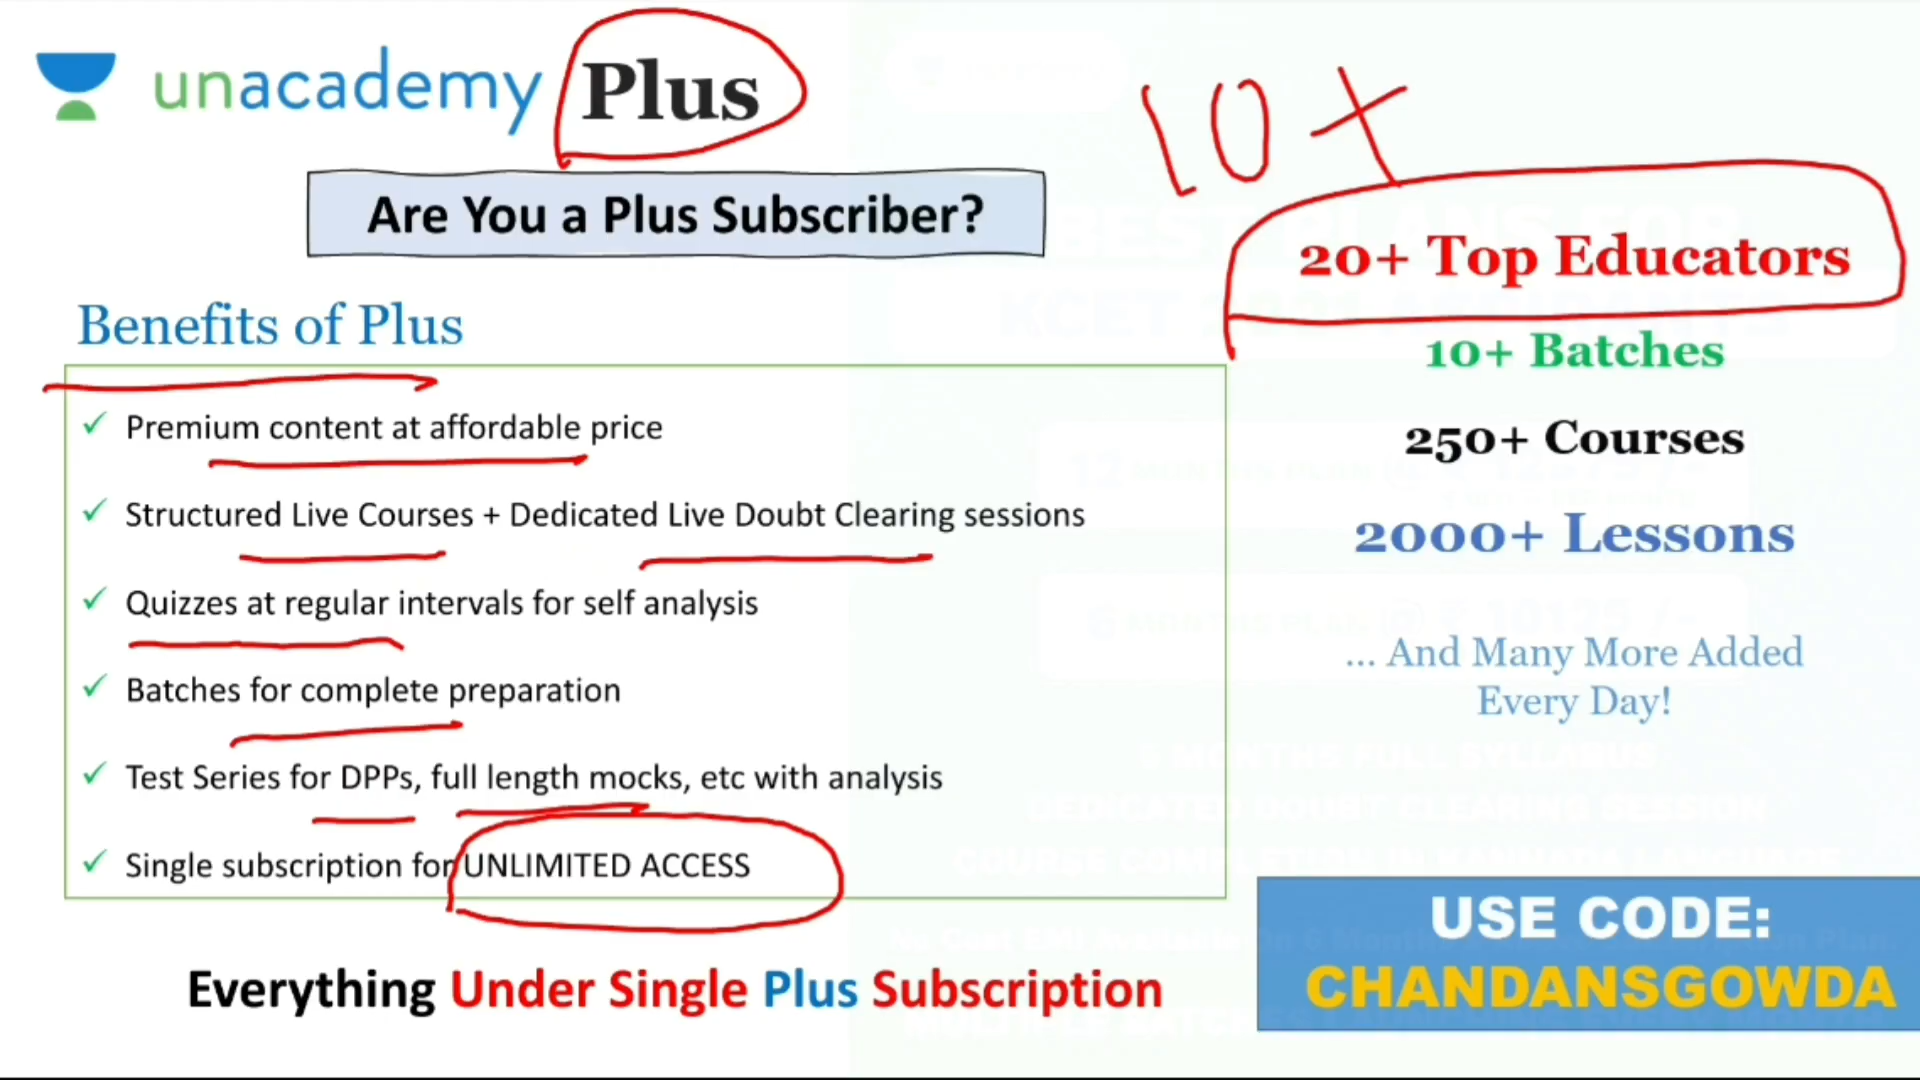 unacademy Plus
10+
Are You a Plus Subscriber?
20+ Top Educators
Benefits of Plus
10+ Batches
✓ Premium content at affordable price
250+ Courses
✓ Structured Live Courses + Dedicated Live Doubt Clearing sessions
2000+ Lessons
✓ Quizzes at regular intervals for self analysis
... And Many More Added
Every Day!
✓ Batches for complete preparation
✓ Test Series for DPPs, full length mocks, etc with analysis
✓ Single subscription for UNLIMITED ACCESS
USE CODE:
CHANDANSGOWDA
Everything Under Single Plus Subscription